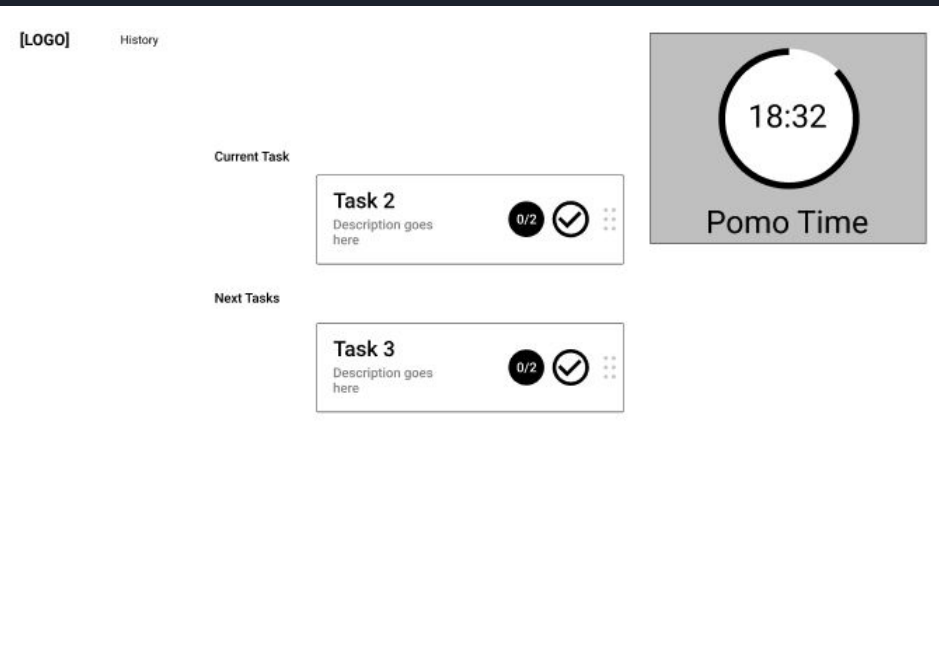 [LOGO]
History
18:32
Pomo Time
Current Task
Task 2
Description goes
here
0/2
Next Tasks
Task 3
Description goes
here
0/2